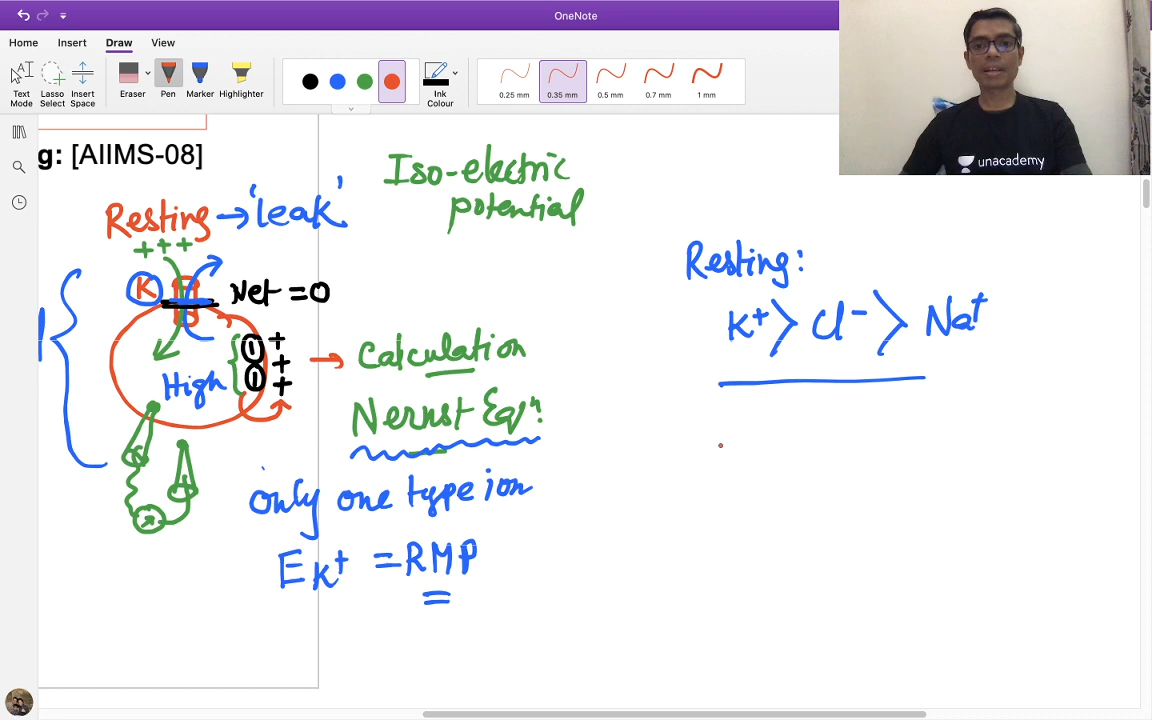 OneNote
Home Insert Draw View
Text Mode
Lasso Select
Insert Space
Eraser
Pen
Marker
Highlighter
Ink Colour
0.25 mm 0.35 mm 0.5 mm 0.7 mm 1 mm
unacademy
g: [AIIMS-08]
Iso-electric
potential
Resting → 'leak'
+ + +
K
Net = 0
High
+
+
+
→ Calculation
Nernst Eqn
only one type ion
EK+ = RMP
Resting:
K+ > Cl- > Na+